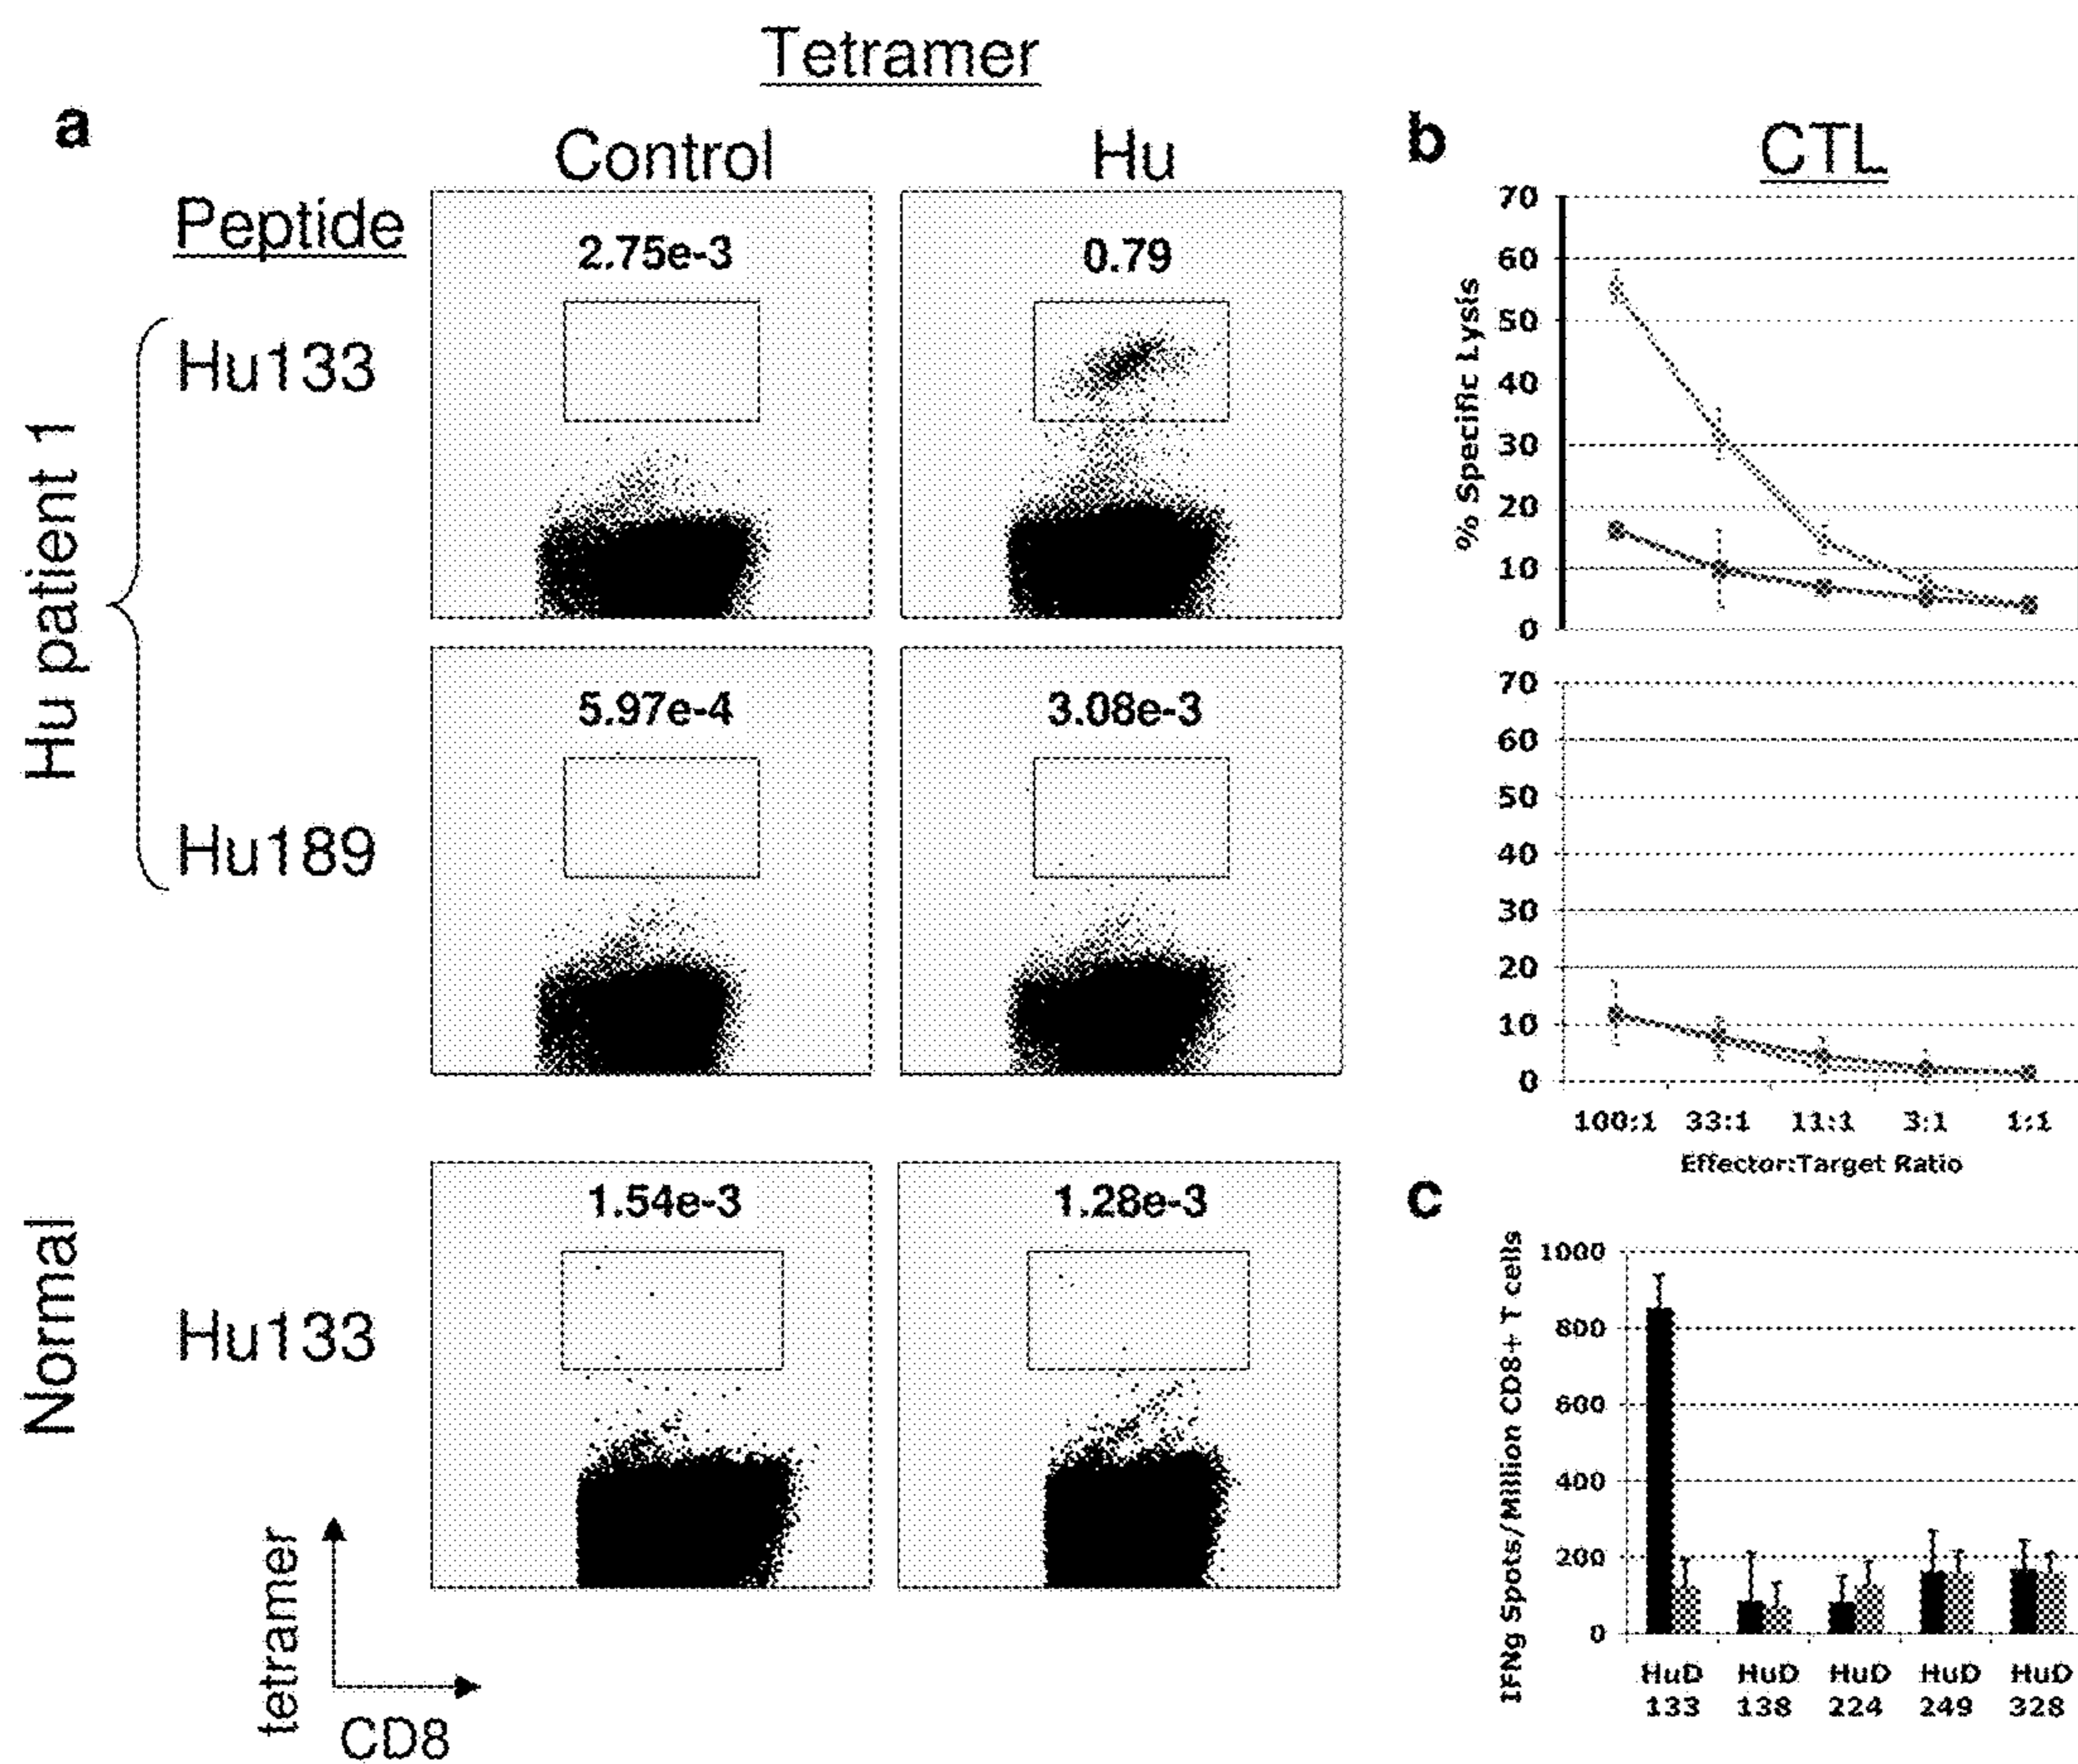 Tetramer
a
Control
Hu
Peptide
Hu patient 1
Hu133
2.75e-3
0.79
Hu189
5.97e-4
3.08e-3
Normal
Hu133
1.54e-3
1.28e-3
tetramer
CD8
b
CTL
% Specific Lysis
70
60
50
40
30
20
10
0
70
60
50
40
30
20
10
0
100:1 33:1 11:1 3:1 1:1
Effector:Target Ratio
c
IFNg Spots/Million CD8+ T cells
1000
800
600
400
200
0
HuD HuD HuD HuD HuD
133 138 224 249 328